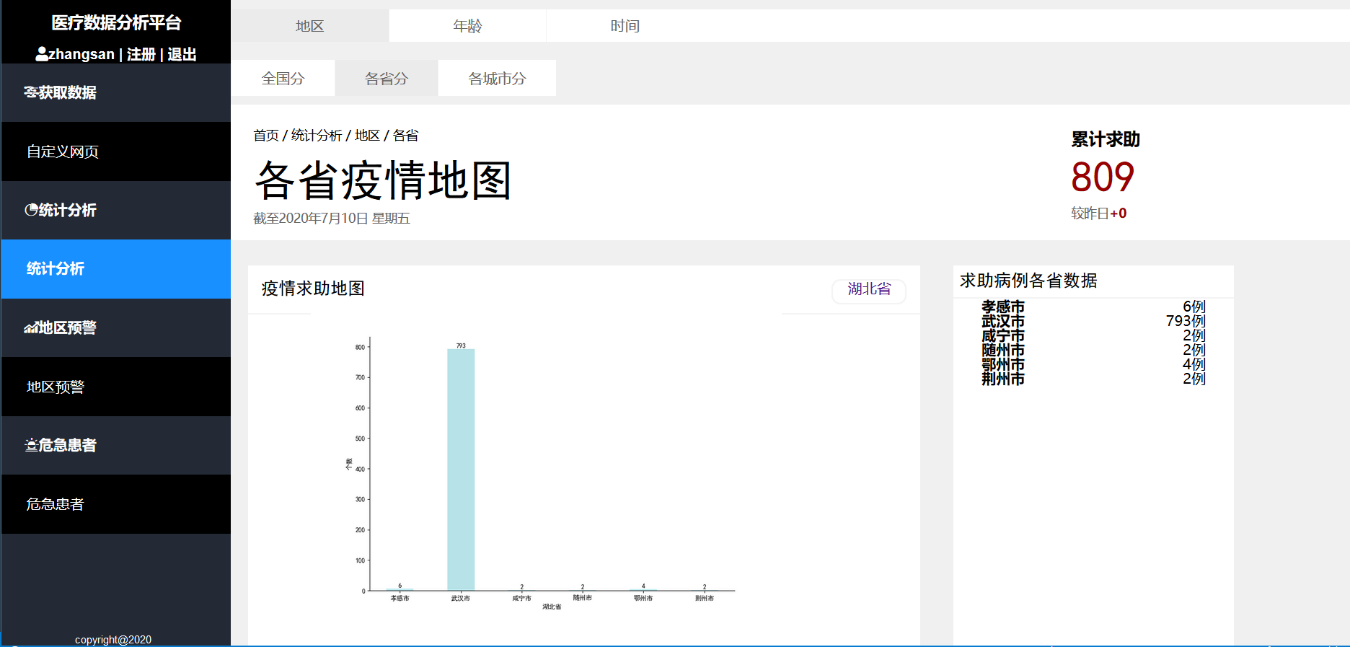 医疗数据分析平台
zhangsan | 注册 | 退出
获取数据
自定义网页
统计分析
统计分析
地区预警
地区预警
危急患者
危急患者
copyright@2020
地区 年龄 时间
全国分 各省分 各城市分
首页 / 统计分析 / 地区 / 各省
各省疫情地图
截至2020年7月10日 星期五
累计求助
809
较昨日+0
疫情求助地图 湖北省
个数
800
700
600
500
400
300
200
100
0
6 793 2 2 4 2
孝感市 武汉市 咸宁市 随州市 鄂州市 荆州市
湖北省
求助病例各省数据
孝感市 6例
武汉市 793例
咸宁市 2例
随州市 2例
鄂州市 4例
荆州市 2例